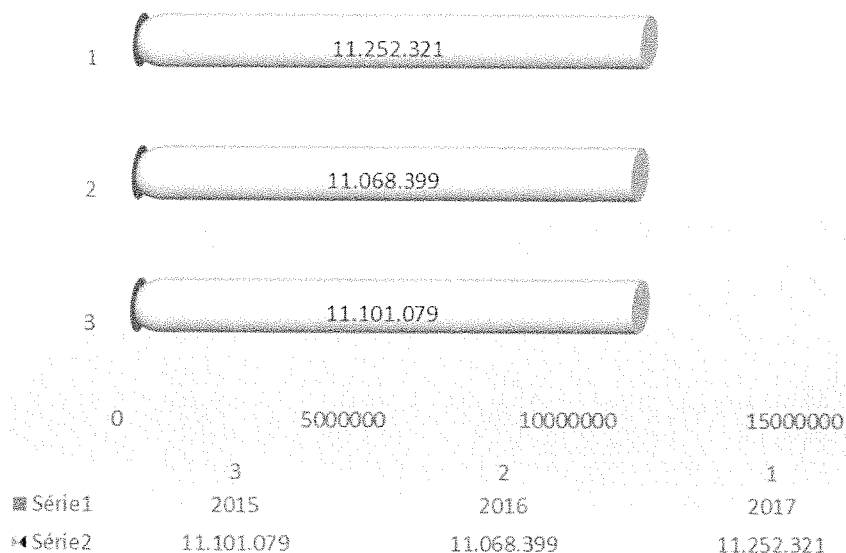 1 11.252.321
2 11.068.399
3 11.101.079
0 5000000 10000000 15000000
3 2 1
Série1 2015 2016 2017
Série2 11.101.079 11.068.399 11.252.321